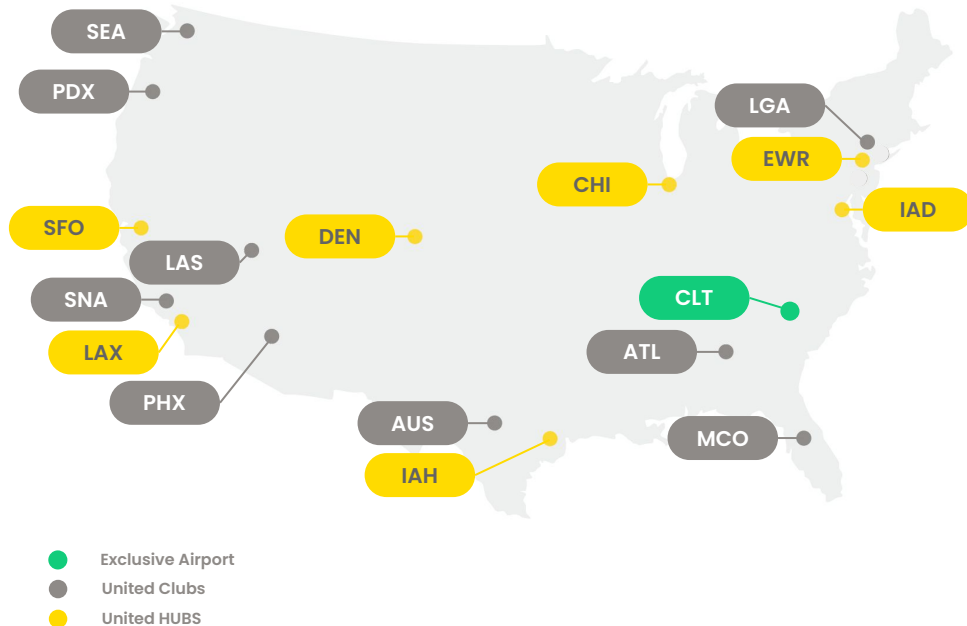 SEA
PDX
LGA
EWR
CHI
IAD
SFO
DEN
LAS
SNA
CLT
LAX
ATL
PHX
AUS
MCO
IAH
Exclusive Airport
United Clubs
United HUBS